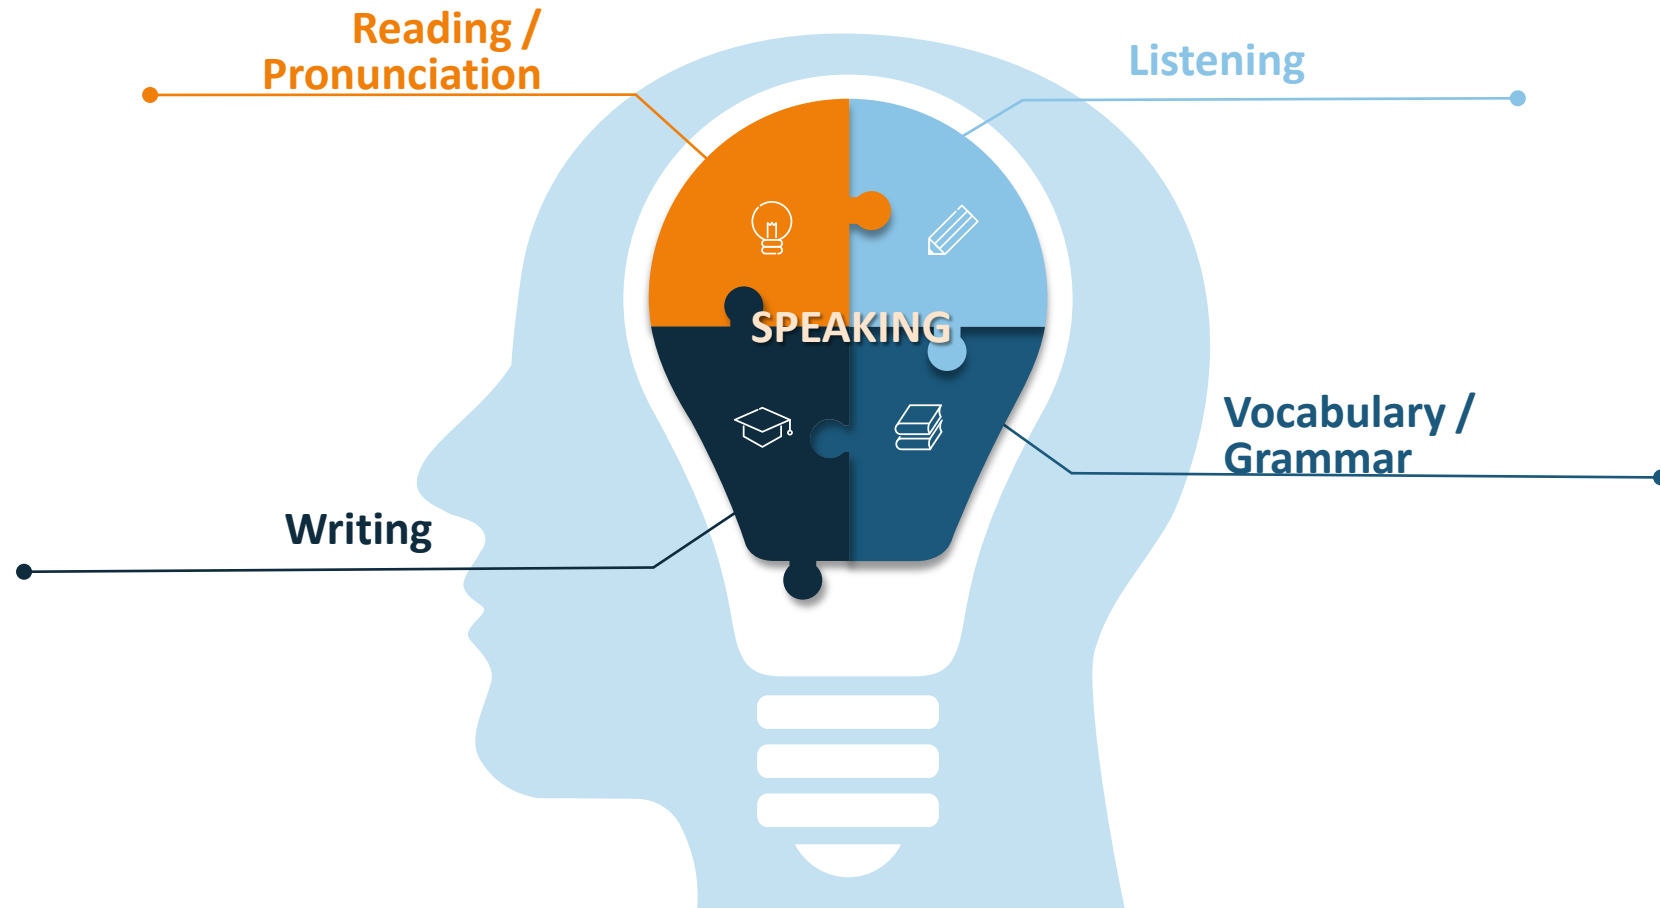 Reading /
Pronunciation
Listening
SPEAKING
Vocabulary /
Grammar
Writing